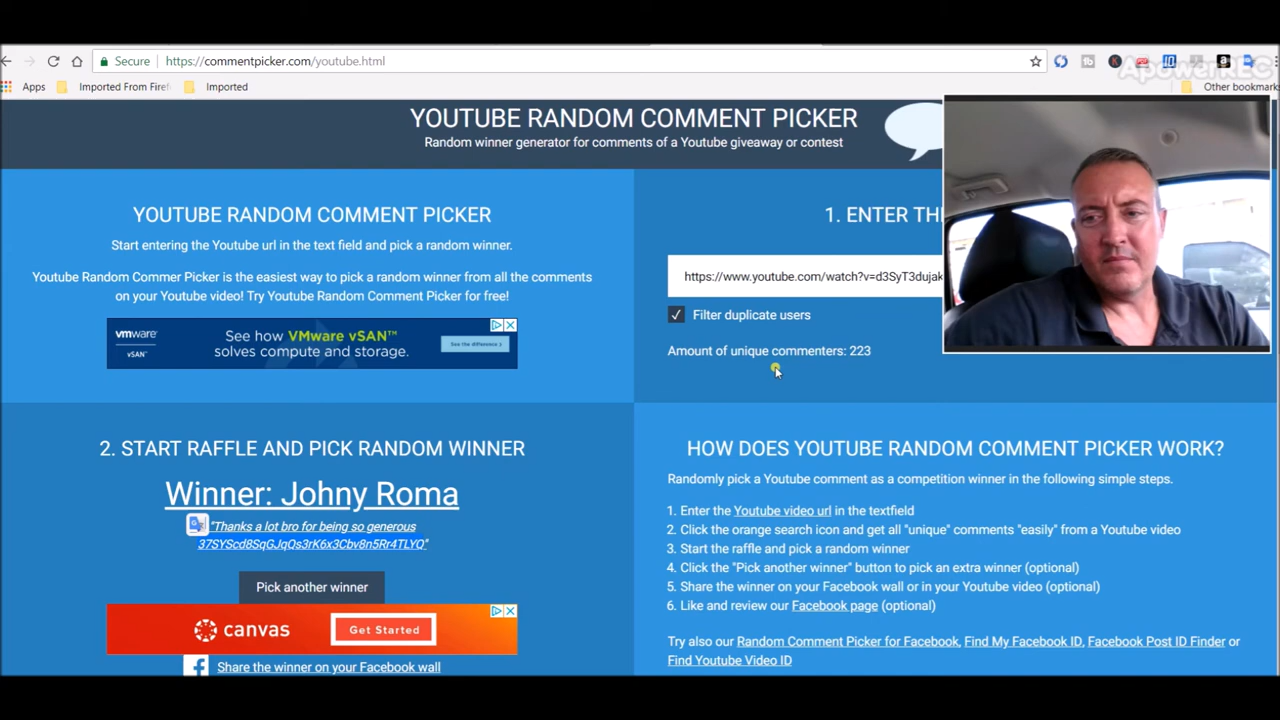 Secure
https://commentpicker.com/youtube.html
ApowerREC
Apps
Imported From Firef
Imported
Other bookmark
YOUTUBE RANDOM COMMENT PICKER
Random winner generator for comments of a Youtube giveaway or contest
YOUTUBE RANDOM COMMENT PICKER
Start entering the Youtube url in the text field and pick a random winner.
Youtube Random Commer Picker is the easiest way to pick a random winner from all the comments
on your Youtube video! Try Youtube Random Comment Picker for free!
vmware
vSAN™
See how VMware vSAN™
solves compute and storage.
See the difference >
1. ENTER TH
https://www.youtube.com/watch?v=d3SyT3dujak
Filter duplicate users
Amount of unique commenters: 223
2. START RAFFLE AND PICK RANDOM WINNER
Winner: Johny Roma
"Thanks a lot bro for being so generous
37SYScd8SqGJqQs3rK6x3Cbv8n5Rr4TLYQ"
Pick another winner
canvas
Get Started
Share the winner on your Facebook wall
HOW DOES YOUTUBE RANDOM COMMENT PICKER WORK?
Randomly pick a Youtube comment as a competition winner in the following simple steps.
1. Enter the Youtube video url in the textfield
2. Click the orange search icon and get all "unique" comments "easily" from a Youtube video
3. Start the raffle and pick a random winner
4. Click the "Pick another winner" button to pick an extra winner (optional)
5. Share the winner on your Facebook wall or in your Youtube video (optional)
6. Like and review our Facebook page (optional)
Try also our Random Comment Picker for Facebook, Find My Facebook ID, Facebook Post ID Finder or
Find Youtube Video ID